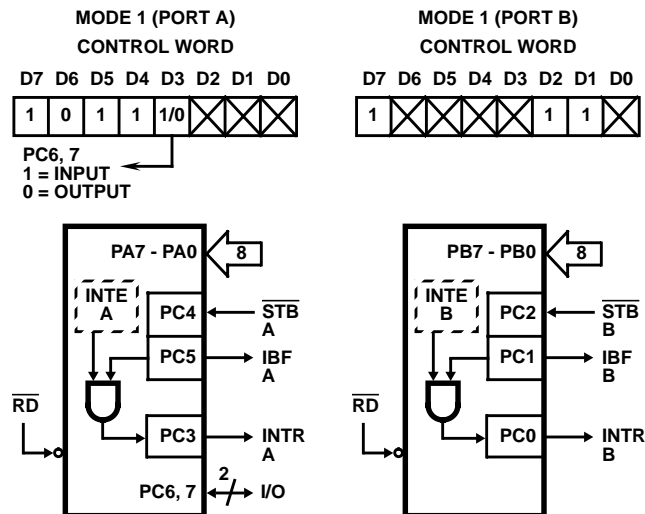 MODE 1 (PORT A)
CONTROL WORD
D7 D6 D5 D4 D3 D2 D1 D0
1 0 1 1 1/0
PC6, 7
1 = INPUT
0 = OUTPUT
PA7 - PA0
8
INTE
A
PC4
STB
A
PC5
IBF
A
RD
PC3
INTR
A
PC6, 7
2
I/O
MODE 1 (PORT B)
CONTROL WORD
D7 D6 D5 D4 D3 D2 D1 D0
1 1 1
PB7 - PB0
8
INTE
B
PC2
STB
B
PC1
IBF
B
RD
PC0
INTR
B